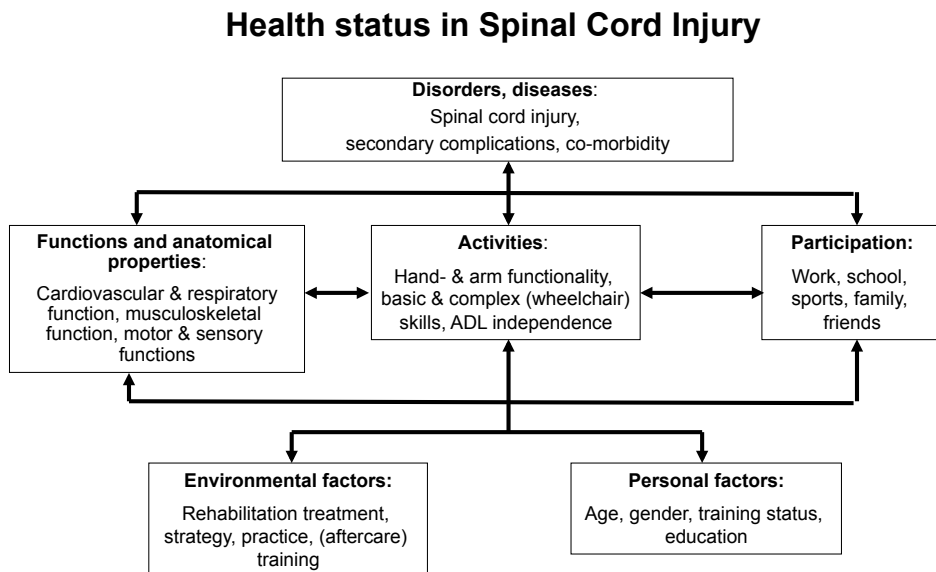 Health status in Spinal Cord Injury
Disorders, diseases:
Spinal cord injury,
secondary complications, co-morbidity
Functions and anatomical
properties:
Cardiovascular & respiratory
function, musculoskeletal
function, motor & sensory
functions
Activities:
Hand- & arm functionality,
basic & complex (wheelchair)
skills, ADL independence
Participation:
Work, school,
sports, family,
friends
Environmental factors:
Rehabilitation treatment,
strategy, practice, (aftercare)
training
Personal factors:
Age, gender, training status,
education